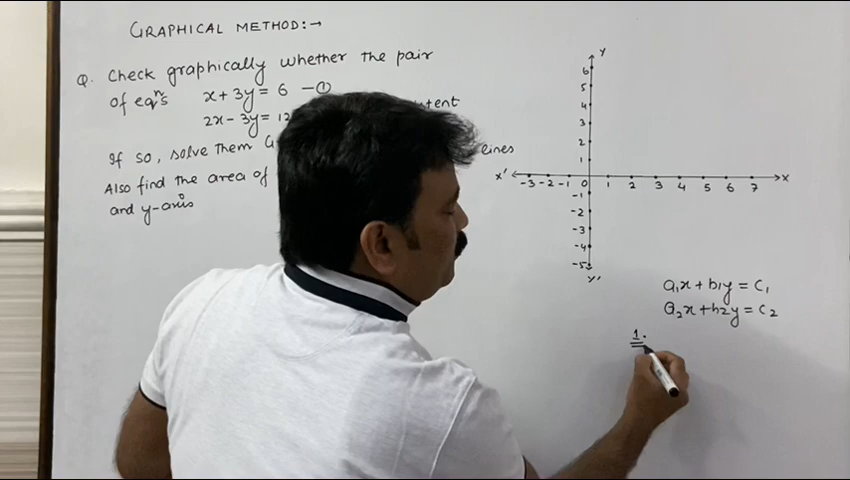 GRAPHICAL METHOD:→
Q. Check graphically whether the pair
of eqⁿs x + 3y = 6 —①
2x - 3y = 12 tent
If so, solve them G lines
Also find the area of
and y-axis
Y
6
5
4
3
2
1
X' -3 -2 -1 0 1 2 3 4 5 6 7 X
-1
-2
-3
-4
-5
Y'
a₁x + b₁y = C₁
a₂x + b₂y = C₂
1.